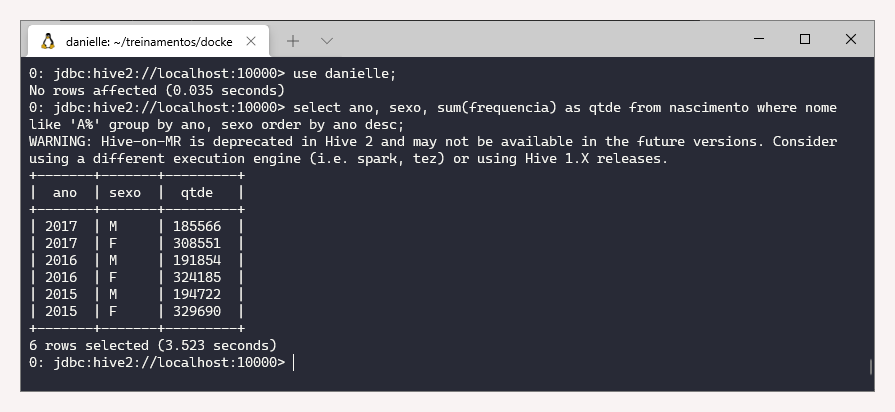 danielle: ~/treinamentos/docke
0: jdbc:hive2://localhost:10000> use danielle;
No rows affected (0.035 seconds)
0: jdbc:hive2://localhost:10000> select ano, sexo, sum(frequencia) as qtde from nascimento where nome
like 'A%' group by ano, sexo order by ano desc;
WARNING: Hive-on-MR is deprecated in Hive 2 and may not be available in the future versions. Consider
using a different execution engine (i.e. spark, tez) or using Hive 1.X releases.
+-------+-------+---------+
|  ano  | sexo  |  qtde   |
+-------+-------+---------+
| 2017  | M     | 185566  |
| 2017  | F     | 308551  |
| 2016  | M     | 191854  |
| 2016  | F     | 324185  |
| 2015  | M     | 194722  |
| 2015  | F     | 329690  |
+-------+-------+---------+
6 rows selected (3.523 seconds)
0: jdbc:hive2://localhost:10000>